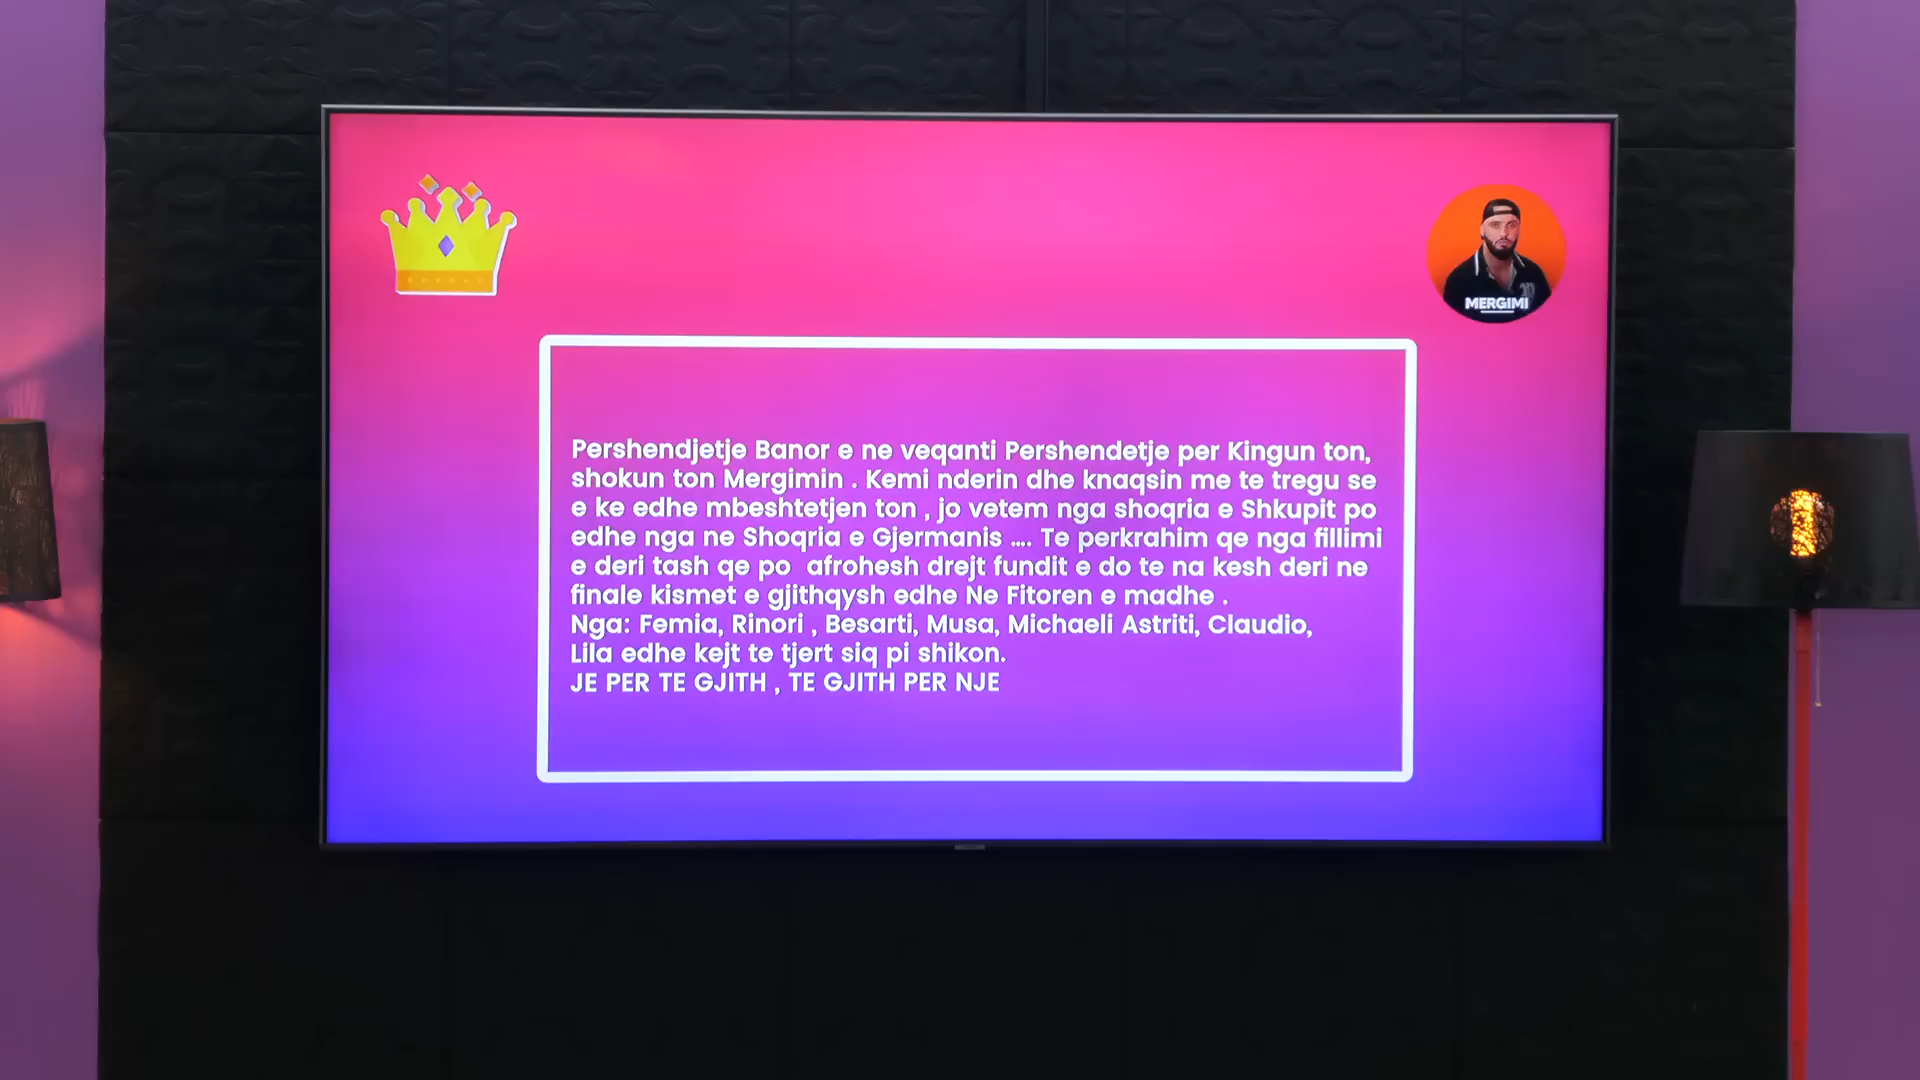 MERGIMI
Pershendjetje Banor e ne veqanti Pershendetje per Kingun ton,
shokun ton Mergimin . Kemi nderin dhe knaqsin me te tregu se
e ke edhe mbeshtetjen ton , jo vetem nga shoqria e Shkupit po
edhe nga ne Shoqria e Gjermanis .... Te perkrahim qe nga fillimi
e deri tash qe po  afrohesh drejt fundit e do te na kesh deri ne
finale kismet e gjithqysh edhe Ne Fitoren e madhe .
Nga: Femia, Rinori , Besarti, Musa, Michaeli Astriti, Claudio,
Lila edhe kejt te tjert siq pi shikon.
JE PER TE GJITH , TE GJITH PER NJE